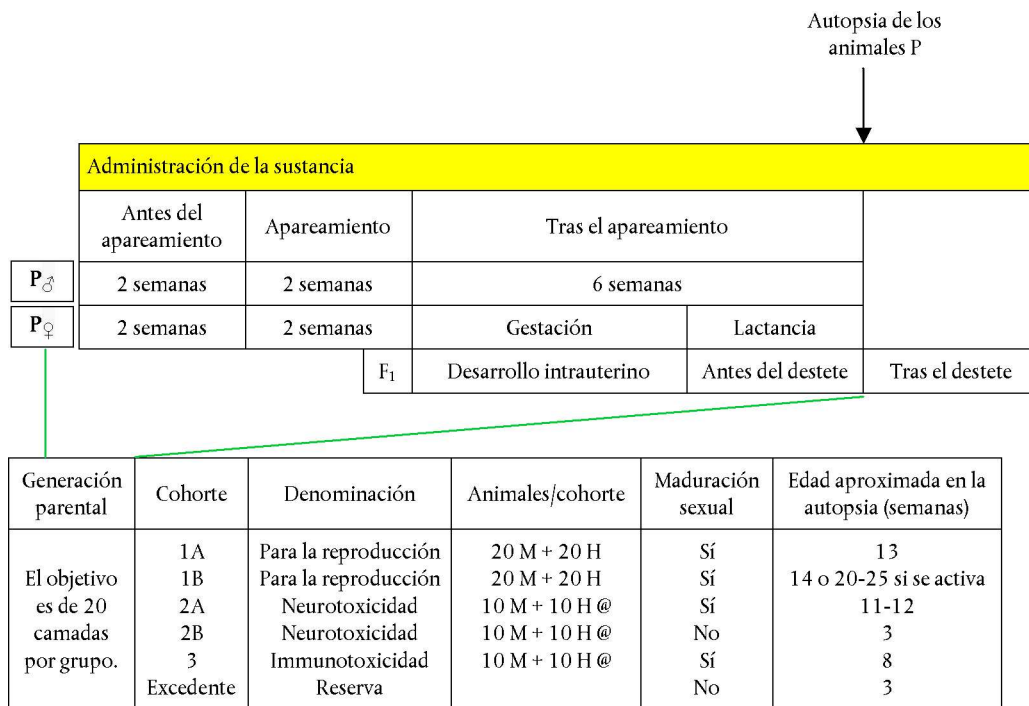 Autopsia de los
animales P
Administración de la sustancia
Antes del
apareamiento
Apareamiento
Tras el apareamiento
P♂
2 semanas
2 semanas
6 semanas
P♀
2 semanas
2 semanas
Gestación
Lactancia
F1
Desarrollo intrauterino
Antes del destete
Tras el destete
Generación
parental
Cohorte
Denominación
Animales/cohorte
Maduración
sexual
Edad aproximada en la
autopsia (semanas)
El objetivo
es de 20
camadas
por grupo.
1A Para la reproducción 20 M + 20 H Sí 13
1B Para la reproducción 20 M + 20 H Sí 14 o 20-25 si se activa
2A Neurotoxicidad 10 M + 10 H @ Sí 11-12
2B Neurotoxicidad 10 M + 10 H @ No 3
3 Immunotoxicidad 10 M + 10 H @ Sí 8
Excedente Reserva No 3